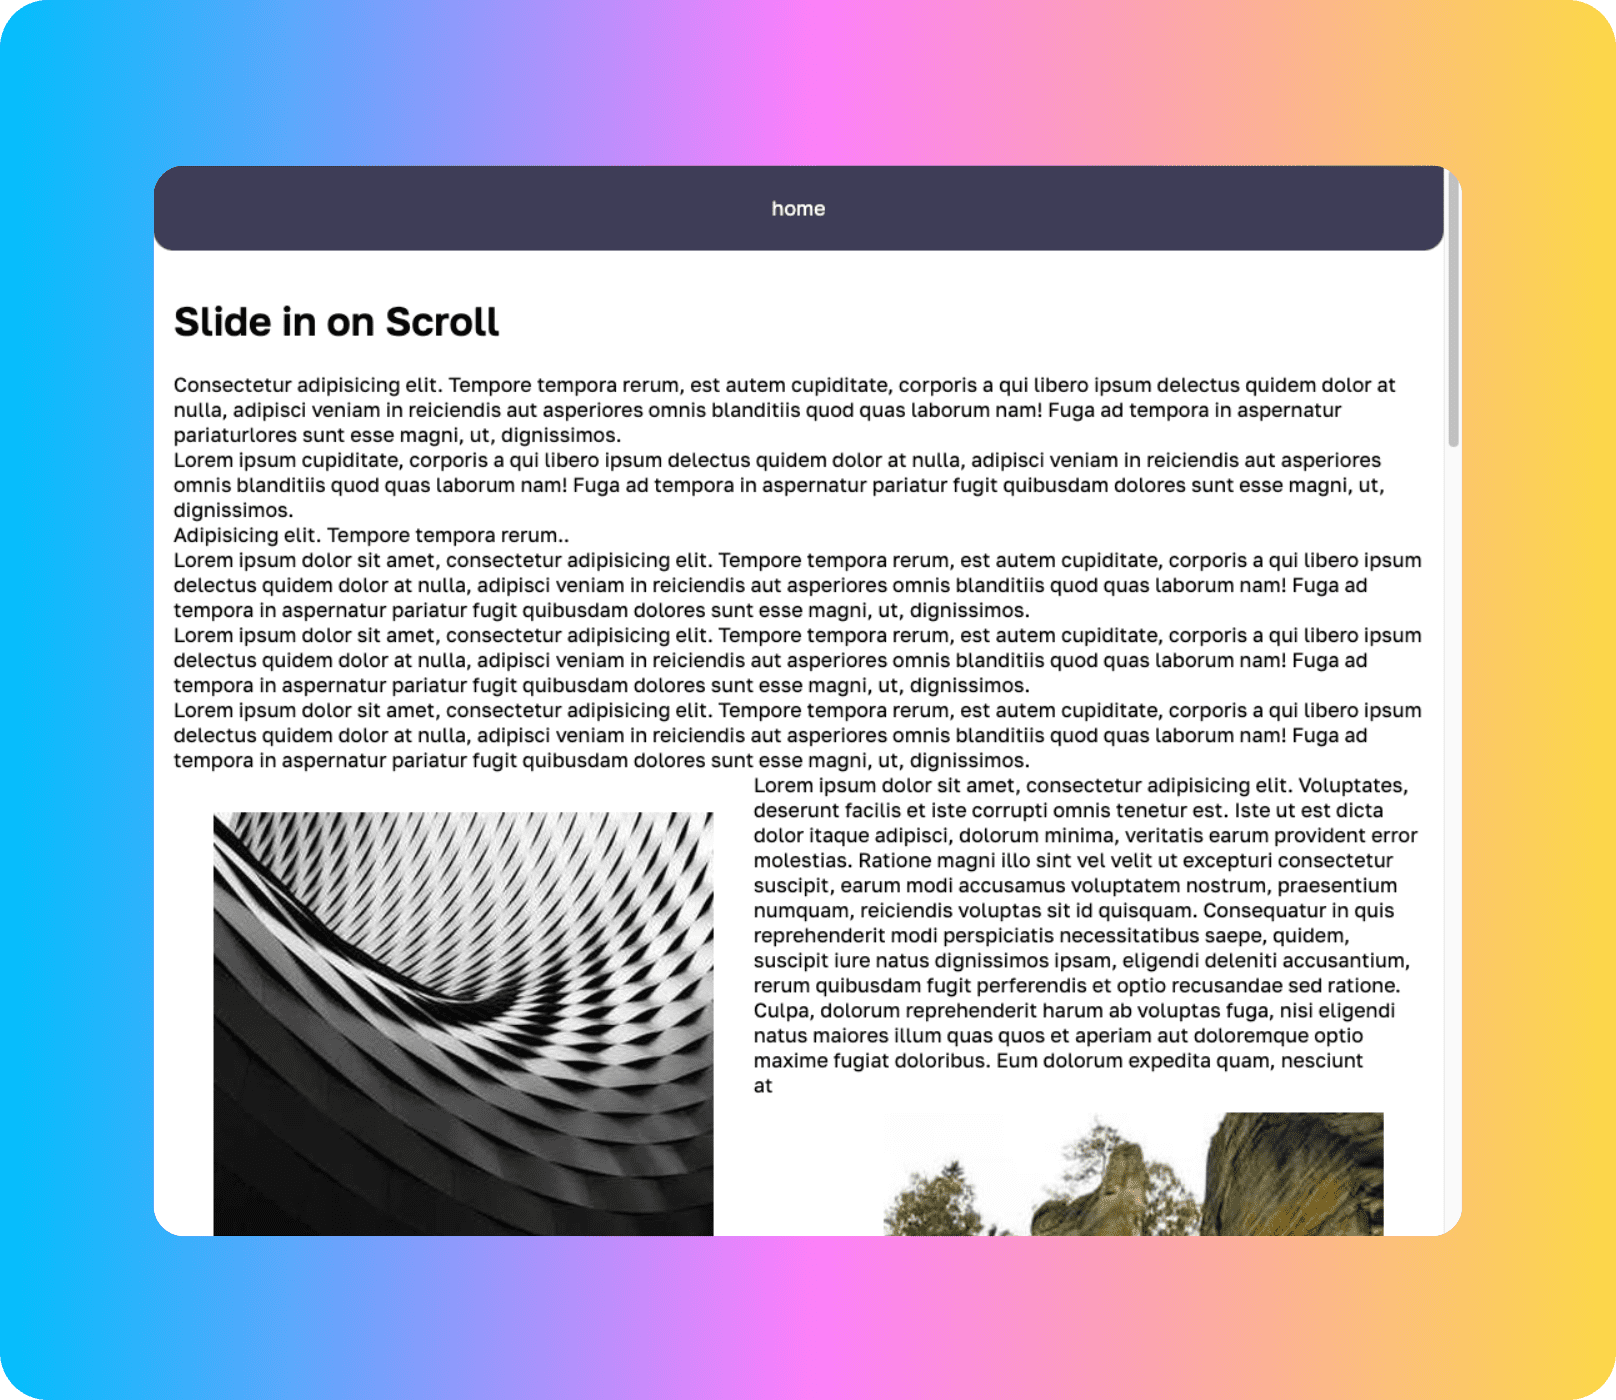 home
Slide in on Scroll
Consectetur adipisicing elit. Tempore tempora rerum, est autem cupiditate, corporis a qui libero ipsum delectus quidem dolor at
nulla, adipisci veniam in reiciendis aut asperiores omnis blanditiis quod quas laborum nam! Fuga ad tempora in aspernatur
pariaturlores sunt esse magni, ut, dignissimos.
Lorem ipsum cupiditate, corporis a qui libero ipsum delectus quidem dolor at nulla, adipisci veniam in reiciendis aut asperiores
omnis blanditiis quod quas laborum nam! Fuga ad tempora in aspernatur pariatur fugit quibusdam dolores sunt esse magni, ut,
dignissimos.
Adipisicing elit. Tempore tempora rerum..
Lorem ipsum dolor sit amet, consectetur adipisicing elit. Tempore tempora rerum, est autem cupiditate, corporis a qui libero ipsum
delectus quidem dolor at nulla, adipisci veniam in reiciendis aut asperiores omnis blanditiis quod quas laborum nam! Fuga ad
tempora in aspernatur pariatur fugit quibusdam dolores sunt esse magni, ut, dignissimos.
Lorem ipsum dolor sit amet, consectetur adipisicing elit. Tempore tempora rerum, est autem cupiditate, corporis a qui libero ipsum
delectus quidem dolor at nulla, adipisci veniam in reiciendis aut asperiores omnis blanditiis quod quas laborum nam! Fuga ad
tempora in aspernatur pariatur fugit quibusdam dolores sunt esse magni, ut, dignissimos.
Lorem ipsum dolor sit amet, consectetur adipisicing elit. Tempore tempora rerum, est autem cupiditate, corporis a qui libero ipsum
delectus quidem dolor at nulla, adipisci veniam in reiciendis aut asperiores omnis blanditiis quod quas laborum nam! Fuga ad
tempora in aspernatur pariatur fugit quibusdam dolores sunt esse magni, ut, dignissimos.
Lorem ipsum dolor sit amet, consectetur adipisicing elit. Voluptates,
deserunt facilis et iste corrupti omnis tenetur est. Iste ut est dicta
dolor itaque adipisci, dolorum minima, veritatis earum provident error
molestias. Ratione magni illo sint vel velit ut excepturi consectetur
suscipit, earum modi accusamus voluptatem nostrum, praesentium
numquam, reiciendis voluptas sit id quisquam. Consequatur in quis
reprehenderit modi perspiciatis necessitatibus saepe, quidem,
suscipit iure natus dignissimos ipsam, eligendi deleniti accusantium,
rerum quibusdam fugit perferendis et optio recusandae sed ratione.
Culpa, dolorum reprehenderit harum ab voluptas fuga, nisi eligendi
natus maiores illum quas quos et aperiam aut doloremque optio
maxime fugiat doloribus. Eum dolorum expedita quam, nesciunt
at